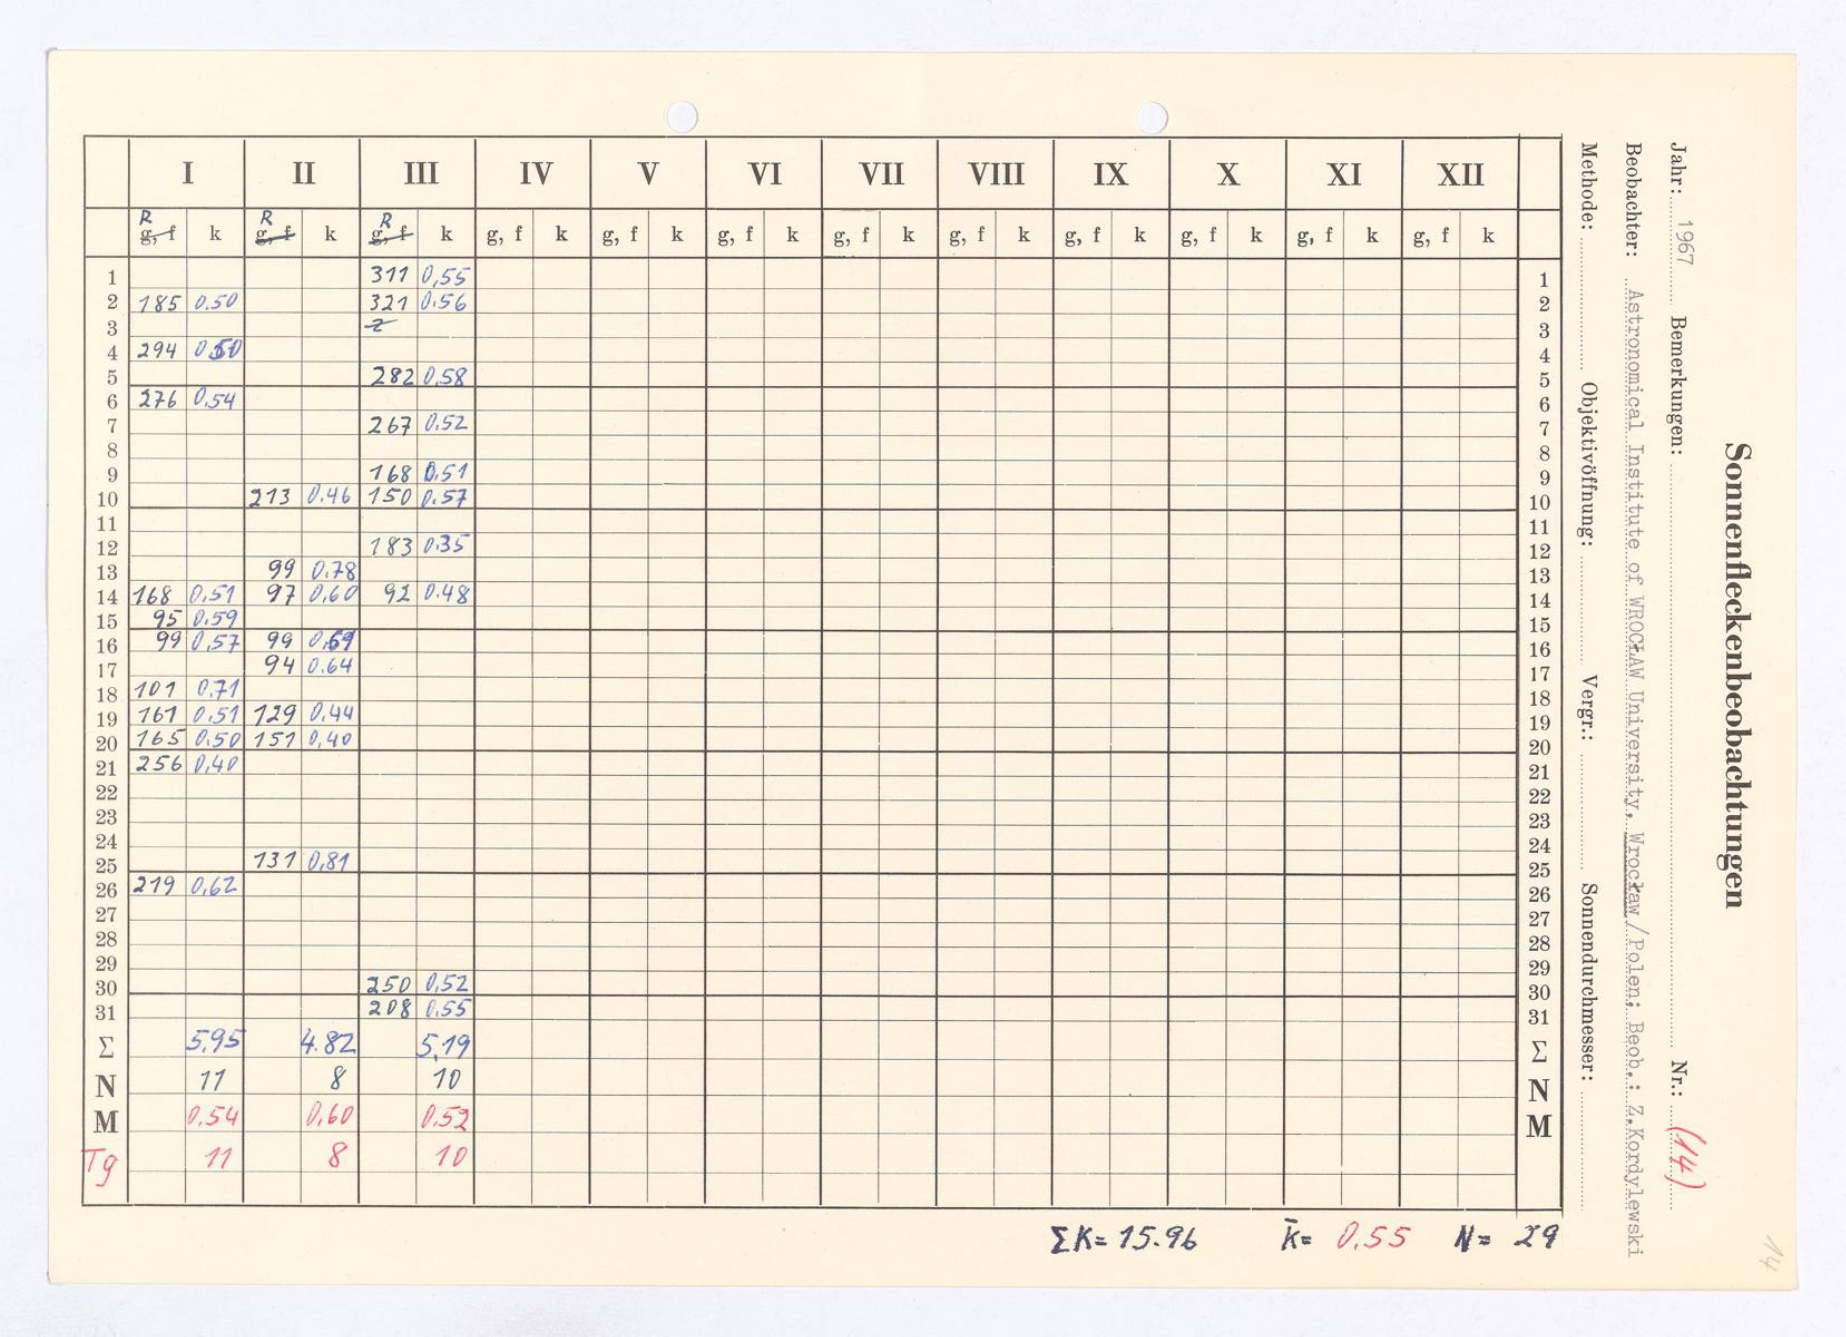 Sonnenfleckenbeobachtungen
Jahr: 1967 Bemerkungen: Nr.: (14)
Beobachter: Astronomical Institute of WROCŁAW University, Wrocław/Polen; Beob.: Z.Kordylewski
Methode: Objektivöffnung: Vergr.: Sonnendurchmesser:
I II III IV V VI VII VIII IX X XI XII
R R R
g, f k g, f k g, f k g, f k g, f k g, f k g, f k g, f k g, f k g, f k g, f k g, f k
1 311 0,55 1
2 185 0.50 321 0.56 2
3 3
4 294 0.50 4
5 282 0.58 5
6 276 0.54 6
7 267 0.52 7
8 8
9 168 0.51 9
10 213 0.46 150 0.57 10
11 11
12 183 0.35 12
13 99 0.78 13
14 168 0.51 97 0,60 92 0.48 14
15 95 0.59 15
16 99 0,57 99 0,69 16
17 94 0.64 17
18 101 0,71 18
19 161 0.51 129 0.44 19
20 165 0.50 151 0,40 20
21 256 0,40 21
22 22
23 23
24 24
25 131 0,81 25
26 219 0,62 26
27 27
28 28
29 29
30 250 0,52 30
31 208 0.55 31
Σ 5,95 4.82 5,19 Σ
N 11 8 10 N
M 0,54 0,60 0.52 M
Tg 11 8 10
ΣK= 15.96 k̄= 0.55 N= 29
14